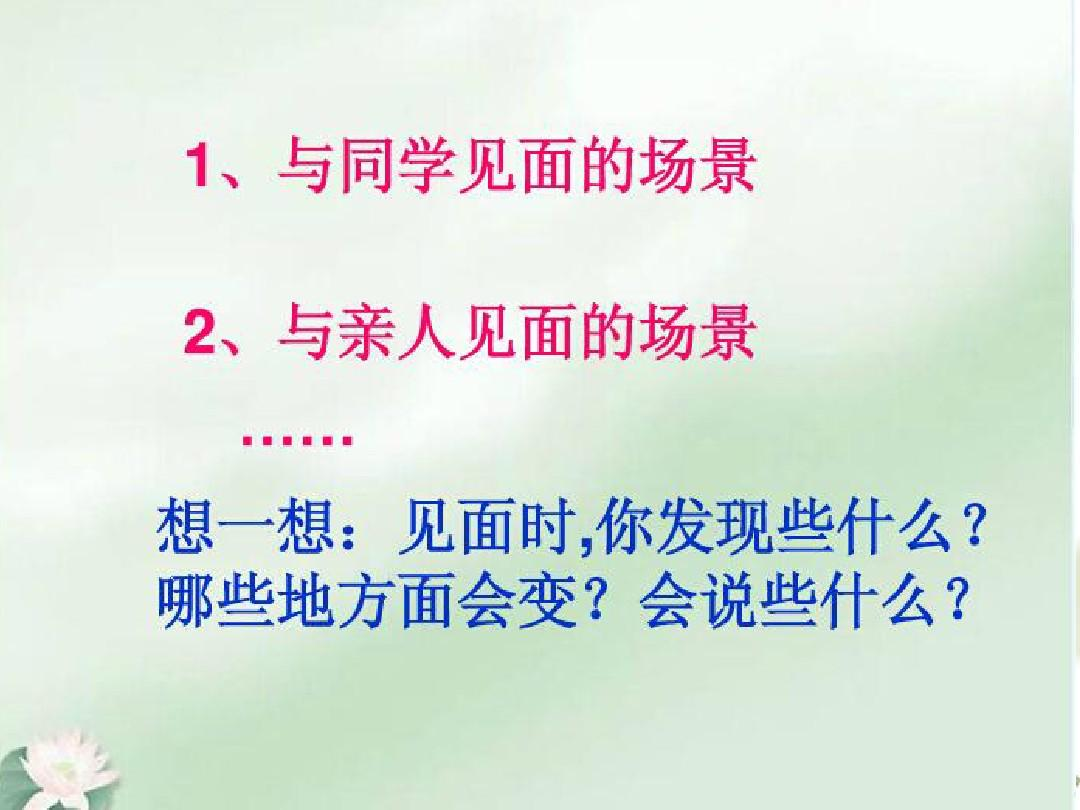 1、与同学见面的场景
2、与亲人见面的场景
……
想一想：见面时,你发现些什么？
哪些地方面会变？会说些什么？